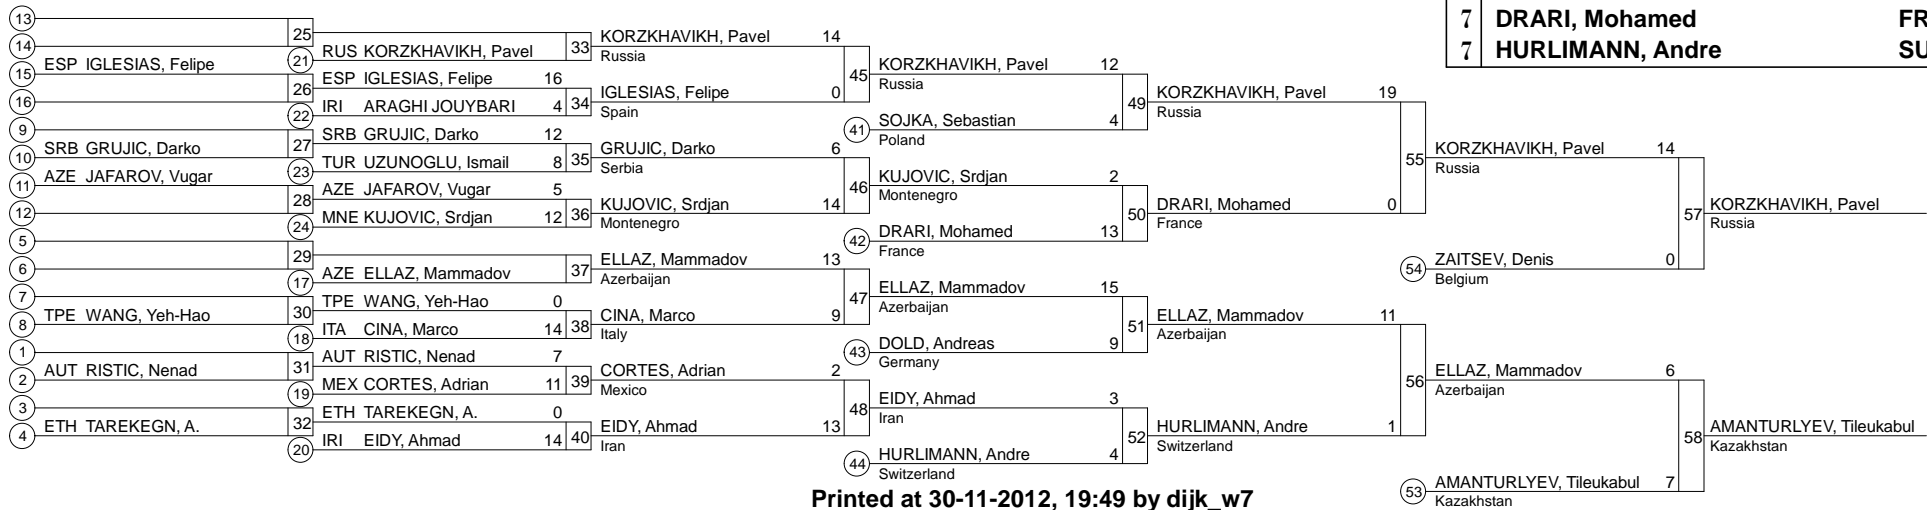 7 DRARI, Mohamed FR
7 HURLIMANN, Andre SU
13
14
15 ESP IGLESIAS, Felipe
16
9
10 SRB GRUJIC, Darko
11 AZE JAFAROV, Vugar
12
5
6
7
8 TPE WANG, Yeh-Hao
1
2 AUT RISTIC, Nenad
3
4 ETH TAREKEGN, A.
25
21 RUS KORZKHAVIKH, Pavel
26 ESP IGLESIAS, Felipe 16
22 IRI ARAGHI JOUYBARI 4
27 SRB GRUJIC, Darko 12
23 TUR UZUNOGLU, Ismail 8
28 AZE JAFAROV, Vugar 5
24 MNE KUJOVIC, Srdjan 12
29
17 AZE ELLAZ, Mammadov
30 TPE WANG, Yeh-Hao 0
18 ITA CINA, Marco 14
31 AUT RISTIC, Nenad 7
19 MEX CORTES, Adrian 11
32 ETH TAREKEGN, A. 0
20 IRI EIDY, Ahmad 14
33 KORZKHAVIKH, Pavel 14
Russia
34 IGLESIAS, Felipe 0
Spain
35 GRUJIC, Darko 6
Serbia
36 KUJOVIC, Srdjan 14
Montenegro
37 ELLAZ, Mammadov 13
Azerbaijan
38 CINA, Marco 9
Italy
39 CORTES, Adrian 2
Mexico
40 EIDY, Ahmad 13
Iran
45 KORZKHAVIKH, Pavel 12
Russia
41 SOJKA, Sebastian 4
Poland
46 KUJOVIC, Srdjan 2
Montenegro
42 DRARI, Mohamed 13
France
47 ELLAZ, Mammadov 15
Azerbaijan
43 DOLD, Andreas 9
Germany
48 EIDY, Ahmad 3
Iran
44 HURLIMANN, Andre 4
Switzerland
49 KORZKHAVIKH, Pavel 19
Russia
50 DRARI, Mohamed 0
France
51 ELLAZ, Mammadov 11
Azerbaijan
52 HURLIMANN, Andre 1
Switzerland
55 KORZKHAVIKH, Pavel 14
Russia
54 ZAITSEV, Denis 0
Belgium
56 ELLAZ, Mammadov 6
Azerbaijan
53 AMANTURLYEV, Tileukabul 7
Kazakhstan
57 KORZKHAVIKH, Pavel
Russia
58 AMANTURLYEV, Tileukabul
Kazakhstan
Printed at 30-11-2012, 19:49 by dijk_w7